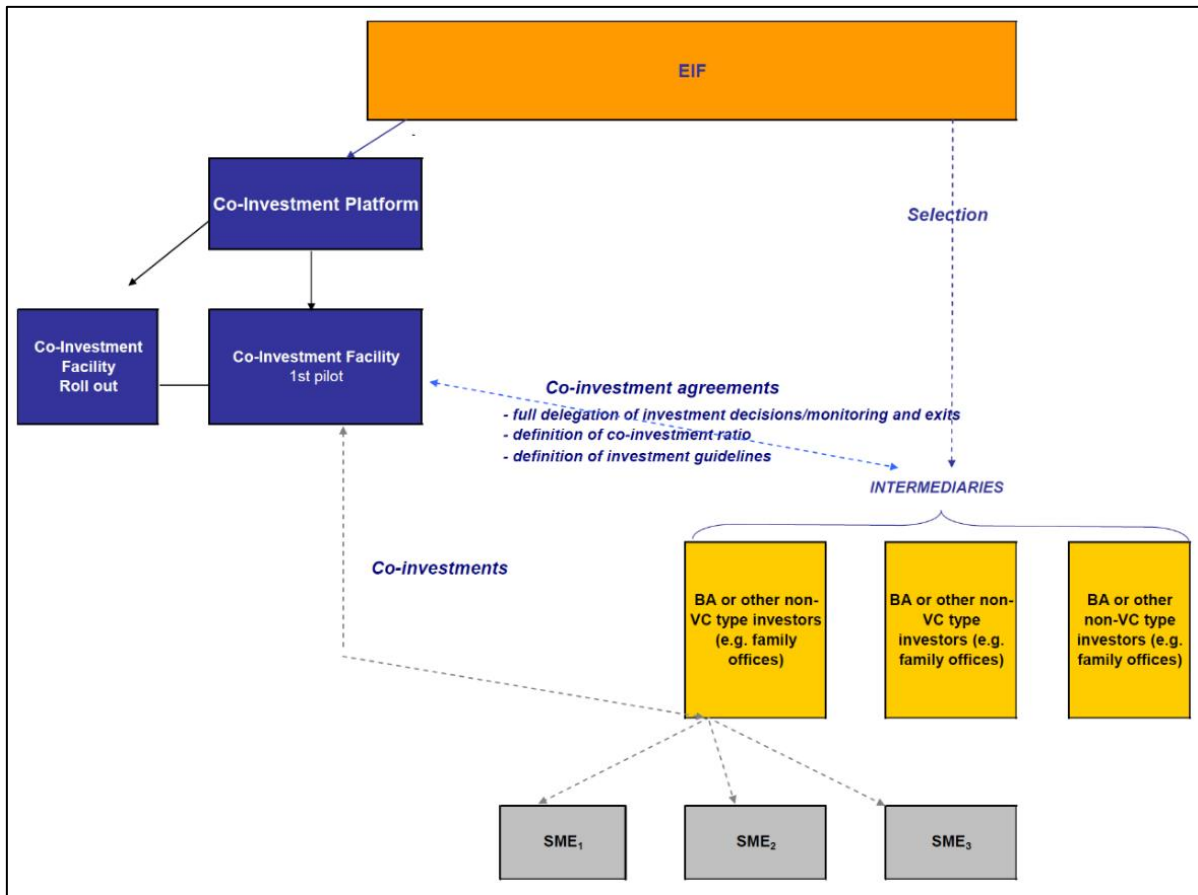 EIF
Co-Investment Platform
Selection
Co-Investment
Facility
Roll out
Co-Investment Facility
1st pilot
Co-investment agreements
- full delegation of investment decisions/monitoring and exits
- definition of co-investment ratio
- definition of investment guidelines
INTERMEDIARIES
Co-investments
BA or other non-
VC type investors
(e.g. family
offices)
BA or other non-
VC type
investors (e.g.
family offices)
BA or other
non-VC type
investors (e.g.
family offices)
SME₁
SME₂
SME₃